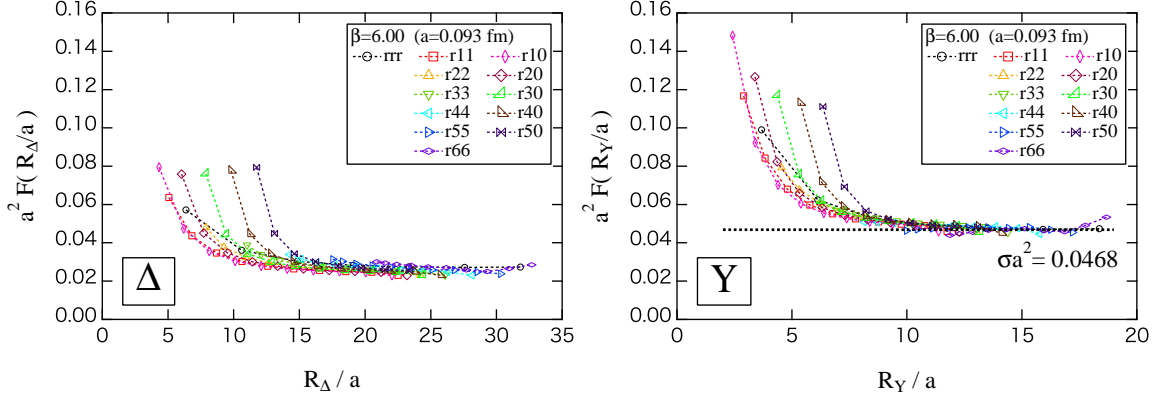 0.16
0.14
0.12
0.10
0.08
0.06
0.04
0.02
0.00
a² F( R_Δ/a )
0 5 10 15 20 25 30 35
R_Δ / a
β=6.00 (a=0.093 fm)
rrr r11 r10
r22 r20
r33 r30
r44 r40
r55 r50
r66
Δ
0.16
0.14
0.12
0.10
0.08
0.06
0.04
0.02
0.00
a² F( R_Y/a )
0 5 10 15 20
R_Y / a
β=6.00 (a=0.093 fm)
rrr r11 r10
r22 r20
r33 r30
r44 r40
r55 r50
r66
σa² = 0.0468
Y